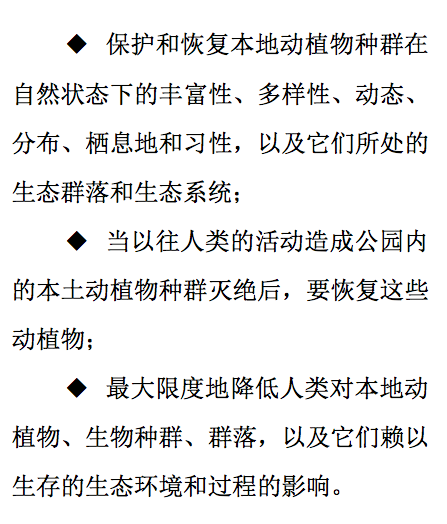 ◆ 保护和恢复本地动植物种群在
自然状态下的丰富性、多样性、动态、
分布、栖息地和习性，以及它们所处的
生态群落和生态系统；
◆ 当以往人类的活动造成公园内
的本土动植物种群灭绝后，要恢复这些
动植物；
◆ 最大限度地降低人类对本地动
植物、生物种群、群落，以及它们赖以
生存的生态环境和过程的影响。